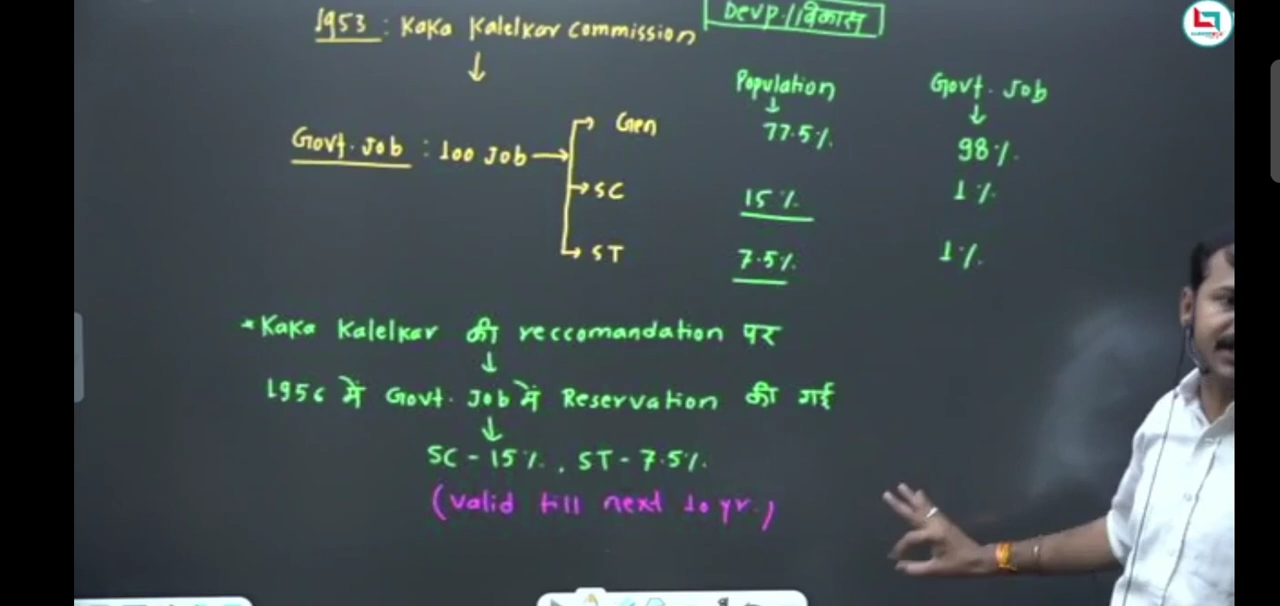 Devp.//विकास
1953 : Kaka Kalelkar commission
Population Govt. Job
Gen 77.5% 98%
Govt. Job : 100 Job
SC 15% 1%
ST 7.5% 1%
* Kaka Kalelkar की reccomandation पर
1956 में Govt. Job में Reservation की गई
SC - 15%, ST - 7.5%.
(valid till next 10 yr.)